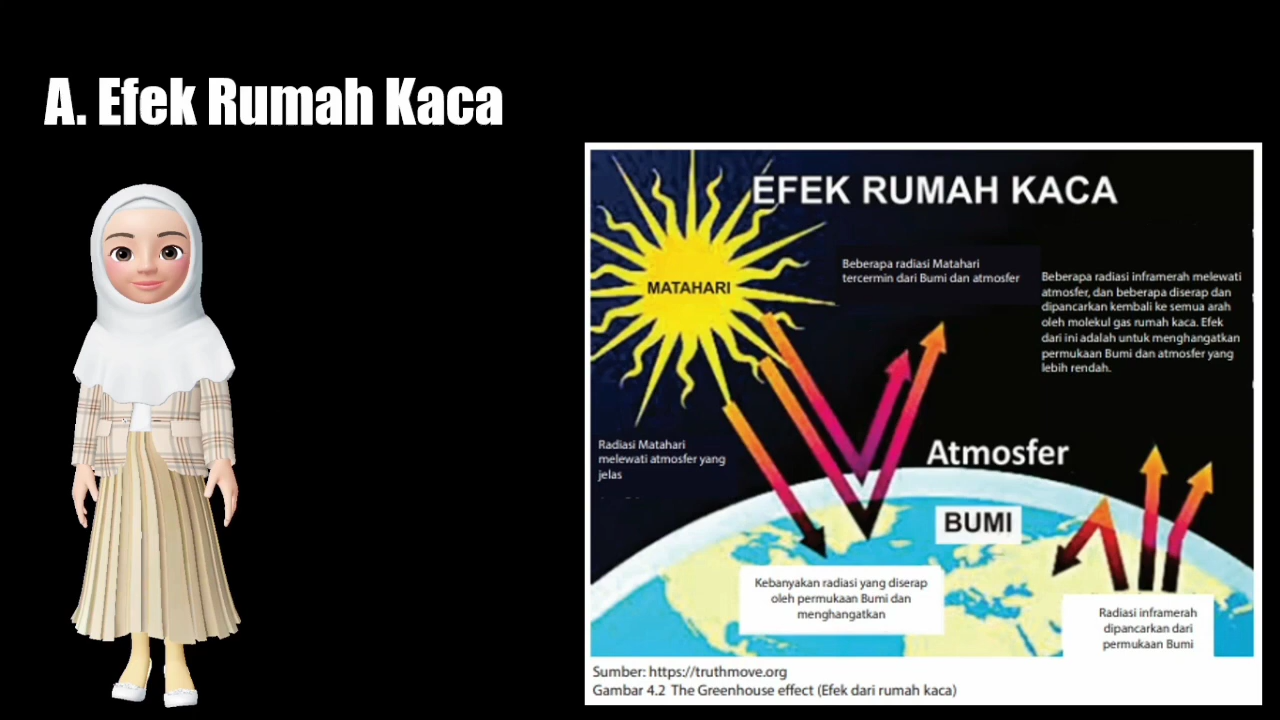 A. Efek Rumah Kaca
EFEK RUMAH KACA
MATAHARI
Beberapa radiasi Matahari
tercermin dari Bumi dan atmosfer
Beberapa radiasi inframerah melewati
atmosfer, dan beberapa diserap dan
dipancarkan kembali ke semua arah
oleh molekul gas rumah kaca. Efek
dari ini adalah untuk menghangatkan
permukaan Bumi dan atmosfer yang
lebih rendah.
Radiasi Matahari
melewati atmosfer yang
jelas
Atmosfer
BUMI
Kebanyakan radiasi yang diserap
oleh permukaan Bumi dan
menghangatkan
Radiasi inframerah
dipancarkan dari
permukaan Bumi
Sumber: https://truthmove.org
Gambar 4.2 The Greenhouse effect (Efek dari rumah kaca)